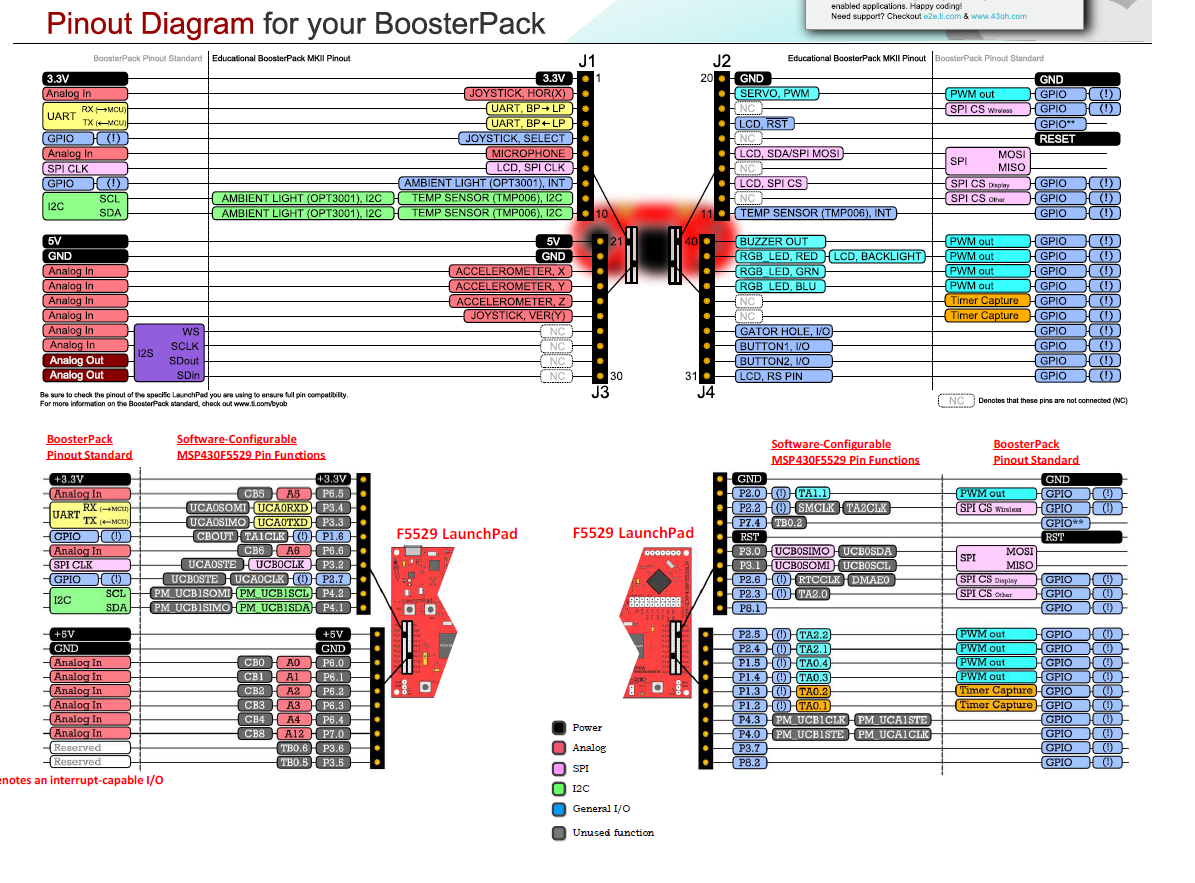 enabled applications. Happy coding!
Need support? Checkout e2e.ti.com & www.43oh.com
Pinout Diagram for your BoosterPack
BoosterPack Pinout Standard Educational BoosterPack MKII Pinout J1
3.3V 3.3V 1
Analog In JOYSTICK, HOR(X)
UART RX (→MCU) UART, BP→LP
TX (←MCU) UART, BP←LP
GPIO (!) JOYSTICK, SELECT
Analog In MICROPHONE
SPI CLK LCD, SPI CLK
GPIO (!) AMBIENT LIGHT (OPT3001), INT
I2C SCL AMBIENT LIGHT (OPT3001), I2C TEMP SENSOR (TMP006), I2C
SDA AMBIENT LIGHT (OPT3001), I2C TEMP SENSOR (TMP006), I2C 10
5V 5V 21
GND GND
Analog In ACCELEROMETER, X
Analog In ACCELEROMETER, Y
Analog In ACCELEROMETER, Z
Analog In JOYSTICK, VER(Y)
Analog In I2S WS NC
Analog In SCLK NC
Analog Out SDout NC
Analog Out SDin NC 30
J3
J2 Educational BoosterPack MKII Pinout BoosterPack Pinout Standard
20 GND GND
SERVO, PWM PWM out GPIO (!)
NC SPI CS Wireless GPIO (!)
LCD, RST GPIO**
NC RESET
LCD, SDA/SPI MOSI SPI MOSI
NC MISO
LCD, SPI CS SPI CS Display GPIO (!)
NC SPI CS Other GPIO (!)
11 TEMP SENSOR (TMP006), INT GPIO (!)
40 BUZZER OUT PWM out GPIO (!)
RGB_LED, RED LCD, BACKLIGHT PWM out GPIO (!)
RGB_LED, GRN PWM out GPIO (!)
RGB_LED, BLU PWM out GPIO (!)
NC Timer Capture GPIO (!)
NC Timer Capture GPIO (!)
GATOR HOLE, I/O GPIO (!)
BUTTON1, I/O GPIO (!)
BUTTON2, I/O GPIO (!)
31 LCD, RS PIN GPIO (!)
J4
Be sure to check the pinout of the specific LaunchPad you are using to ensure full pin compatibility.
For more information on the BoosterPack standard, check out www.ti.com/byob
NC Denotes that these pins are not connected (NC)
BoosterPack
Pinout Standard
Software-Configurable
MSP430F5529 Pin Functions
+3.3V +3.3V
Analog In CB5 A5 P6.5
UART RX (→MCU) UCA0SOMI UCA0RXD P3.4
TX (←MCU) UCA0SIMO UCA0TXD P3.3
GPIO (!) CBOUT TA1CLK (!) P1.6
Analog In CB6 A6 P6.6
SPI CLK UCA0STE UCB0CLK P3.2
GPIO (!) UCB0STE UCA0CLK (!) P2.7
I2C SCL PM_UCB1SOMI PM_UCB1SCL P4.2
SDA PM_UCB1SIMO PM_UCB1SDA P4.1
+5V +5V
GND GND
Analog In CB0 A0 P6.0
Analog In CB1 A1 P6.1
Analog In CB2 A2 P6.2
Analog In CB3 A3 P6.3
Analog In CB4 A4 P6.4
Analog In CB8 A12 P7.0
Reserved TB0.6 P3.6
Reserved TB0.5 P3.5
enotes an interrupt-capable I/O
F5529 LaunchPad
F5529 LaunchPad
Software-Configurable
MSP430F5529 Pin Functions
BoosterPack
Pinout Standard
GND GND
P2.0 (!) TA1.1 PWM out GPIO (!)
P2.2 (!) SMCLK TA2CLK SPI CS Wireless GPIO (!)
P7.4 TB0.2 GPIO**
RST RST
P3.0 UCB0SIMO UCB0SDA SPI MOSI
P3.1 UCB0SOMI UCB0SCL MISO
P2.6 (!) RTCCLK DMAE0 SPI CS Display GPIO (!)
P2.3 (!) TA2.0 SPI CS Other GPIO (!)
P8.1 GPIO (!)
P2.5 (!) TA2.2 PWM out GPIO (!)
P2.4 (!) TA2.1 PWM out GPIO (!)
P1.5 (!) TA0.4 PWM out GPIO (!)
P1.4 (!) TA0.3 PWM out GPIO (!)
P1.3 (!) TA0.2 Timer Capture GPIO (!)
P1.2 (!) TA0.1 Timer Capture GPIO (!)
P4.3 PM_UCB1CLK PM_UCA1STE GPIO (!)
P4.0 PM_UCB1STE PM_UCA1CLK GPIO (!)
P3.7 GPIO (!)
P8.2 GPIO (!)
Power
Analog
SPI
I2C
General I/O
Unused function